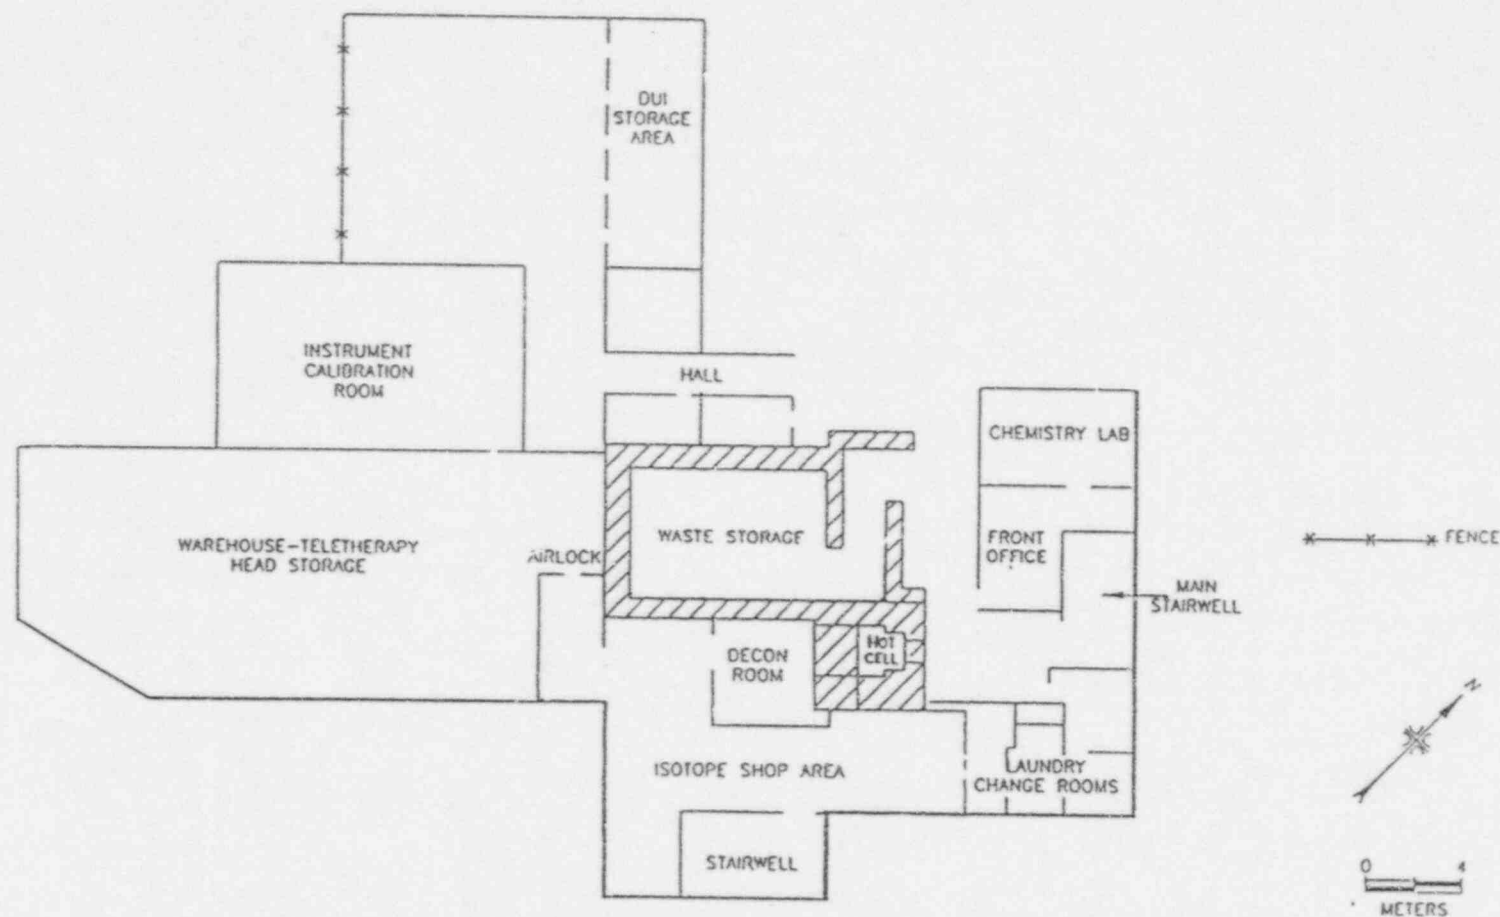 DUI
STORAGE
AREA
INSTRUMENT
CALIBRATION
ROOM
HALL
CHEMISTRY LAB
WAREHOUSE-TELETHERAPY
HEAD STORAGE
AIRLOCK
WASTE STORAGE
FRONT
OFFICE
FENCE
MAIN
STAIRWELL
DECON
ROOM
HOT
CELL
N
ISOTOPE SHOP AREA
LAUNDRY
CHANGE ROOMS
STAIRWELL
0 4
METERS